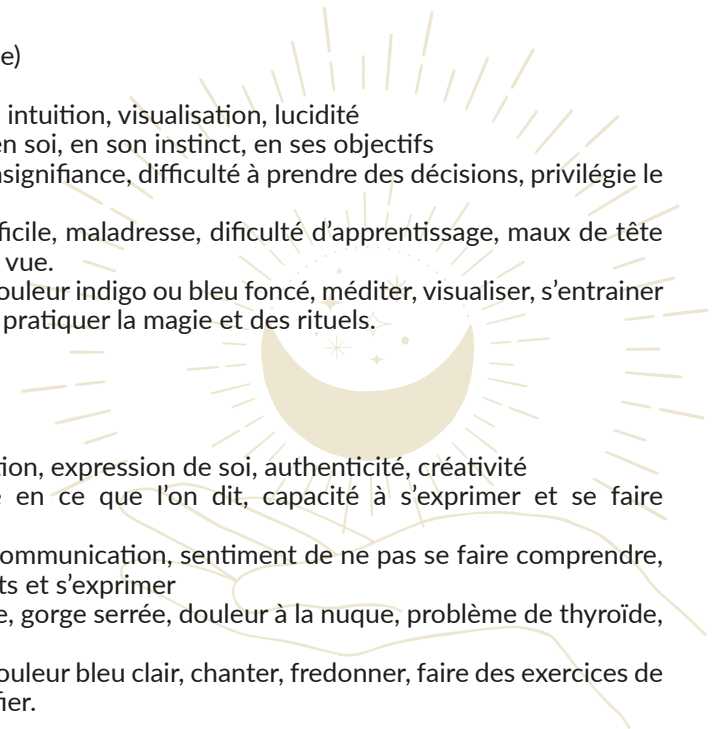 e)
intuition, visualisation, lucidité
en soi, en son instinct, en ses objectifs
nsignifiance, difficulté à prendre des décisions, privilégie le
ficile, maladresse, dificulté d’apprentissage, maux de tête
vue.
ouleur indigo ou bleu foncé, méditer, visualiser, s’entrainer
pratiquer la magie et des rituels.
tion, expression de soi, authenticité, créativité
e en ce que l’on dit, capacité à s’exprimer et se faire
ommunication, sentiment de ne pas se faire comprendre,
ts et s’exprimer
e, gorge serrée, douleur à la nuque, problème de thyroïde,
ouleur bleu clair, chanter, fredonner, faire des exercices de
fier.